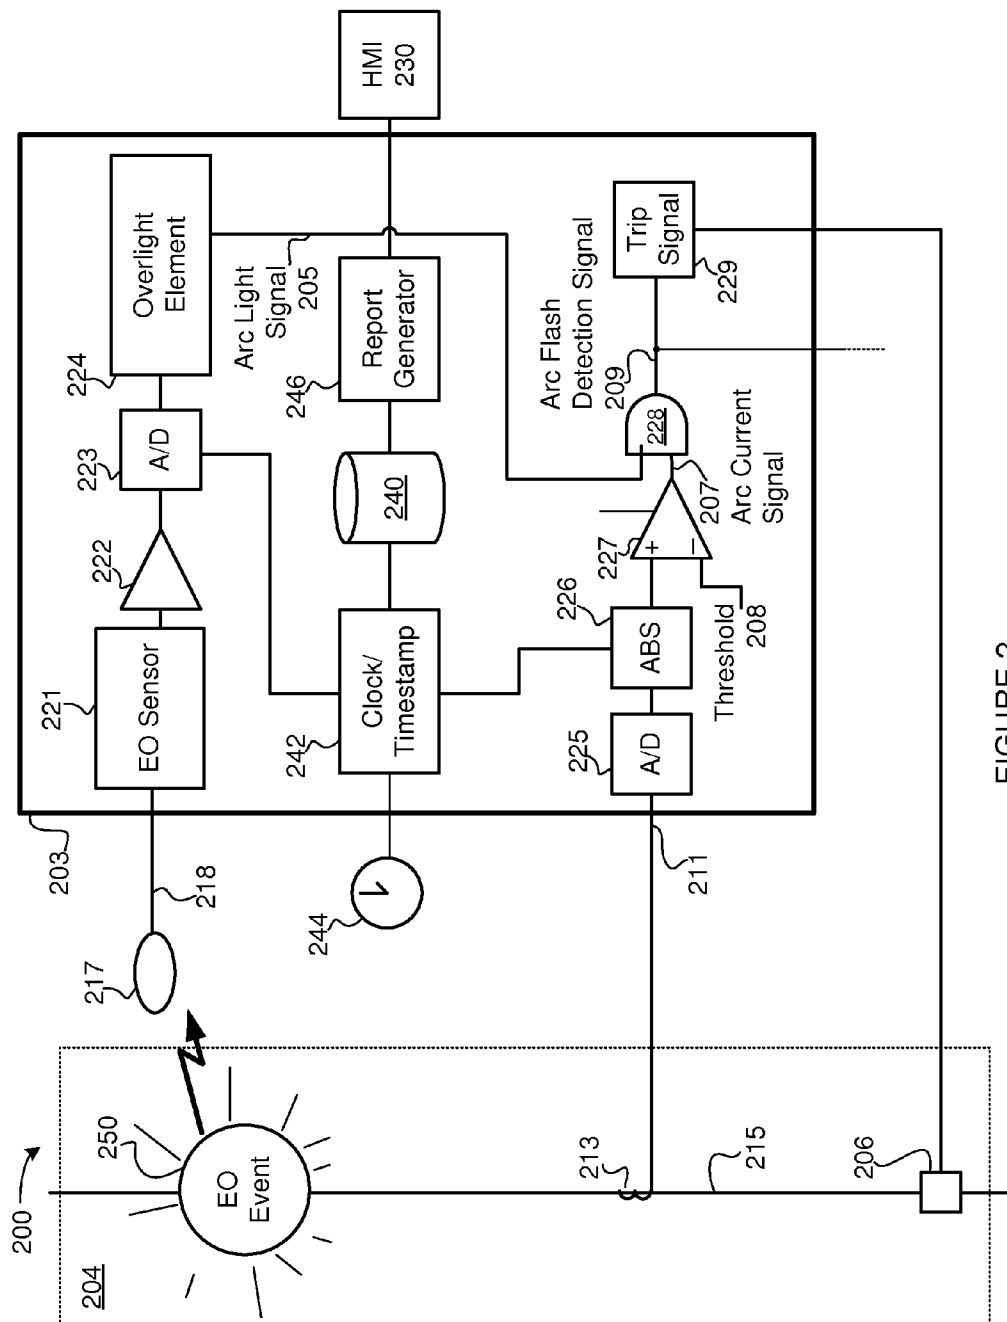 200
204
250
EO
Event
217
218
203
221
EO Sensor
222
223
A/D
224
Overlight
Element
Arc Light
Signal
205
244
242
Clock/
Timestamp
240
246
Report
Generator
HMI
230
213
215
206
211
225
A/D
226
ABS
227
+
−
Threshold
208
207
Arc Current
Signal
228
209
Arc Flash
Detection Signal
Trip
Signal
229
FIGURE